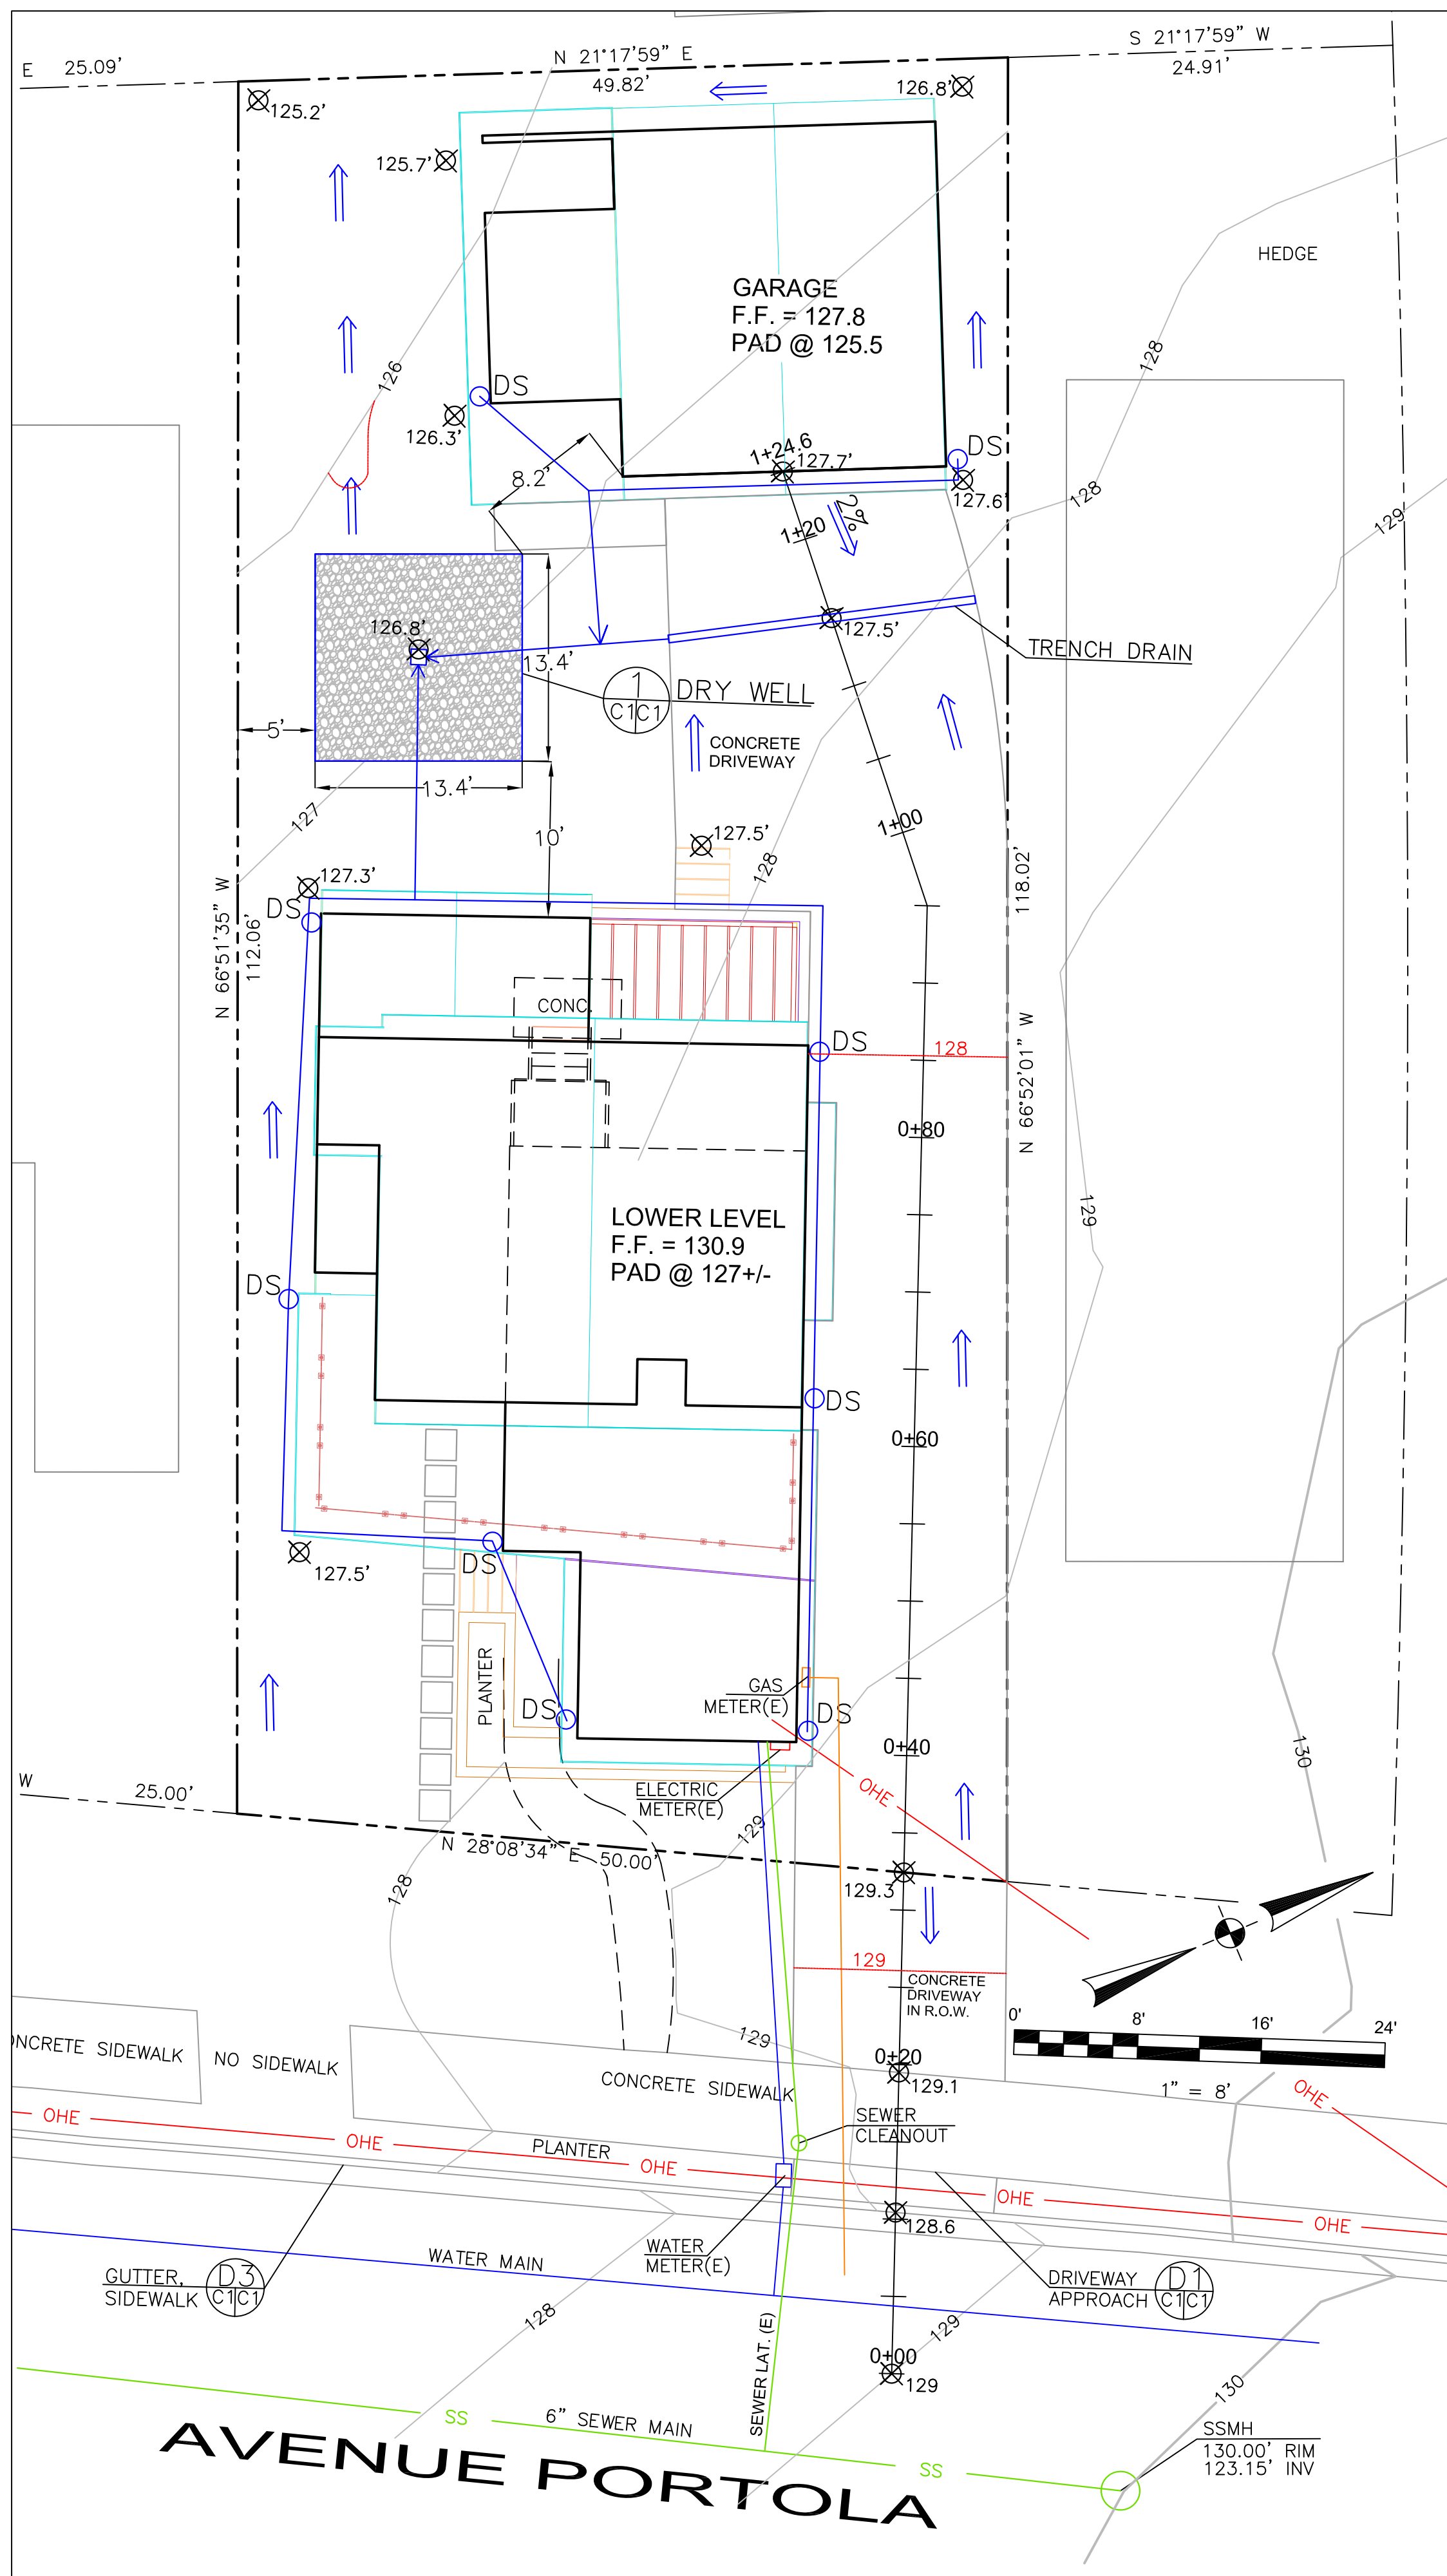 S 21°17'59" W
24.91'
N 21°17'59" E
49.82'
E 25.09'
126.8'
125.2'
125.7'
HEDGE
GARAGE
F.F. = 127.8
PAD @ 125.5
128
126
DS
126.3'
8.2'
1+24.6
127.7'
DS
127.6'
128
129
2%
1+20
126.8'
127.5'
TRENCH DRAIN
13.4'
1
C1 C1
DRY WELL
5'
CONCRETE
DRIVEWAY
13.4'
127
10'
1+00
127.5'
128
127.3'
DS
N 66°51'35" W
112.06'
118.02'
N 66°52'01" W
CONC.
DS
128
0+80
129
LOWER LEVEL
F.F. = 130.9
PAD @ 127+/-
DS
DS
0+60
DS
127.5'
PLANTER
GAS
METER(E)
DS
DS
0+40
130
W 25.00'
ELECTRIC
METER(E)
OHE
129
N 28°08'34" E 50.00'
128
129.3
129
CONCRETE
DRIVEWAY
IN R.O.W.
0' 8' 16' 24'
1" = 8'
129
0+20
129.1
ONCRETE SIDEWALK
NO SIDEWALK
CONCRETE SIDEWALK
OHE
SEWER
CLEANOUT
OHE
OHE
PLANTER
OHE
OHE
OHE
128.6
WATER MAIN
WATER
METER(E)
GUTTER,
SIDEWALK
D3
C1 C1
DRIVEWAY
APPROACH
D1
C1 C1
128
129
0+00
129
SEWER LAT. (E)
130
SS
6" SEWER MAIN
SS
SSMH
130.00' RIM
123.15' INV
AVENUE PORTOLA